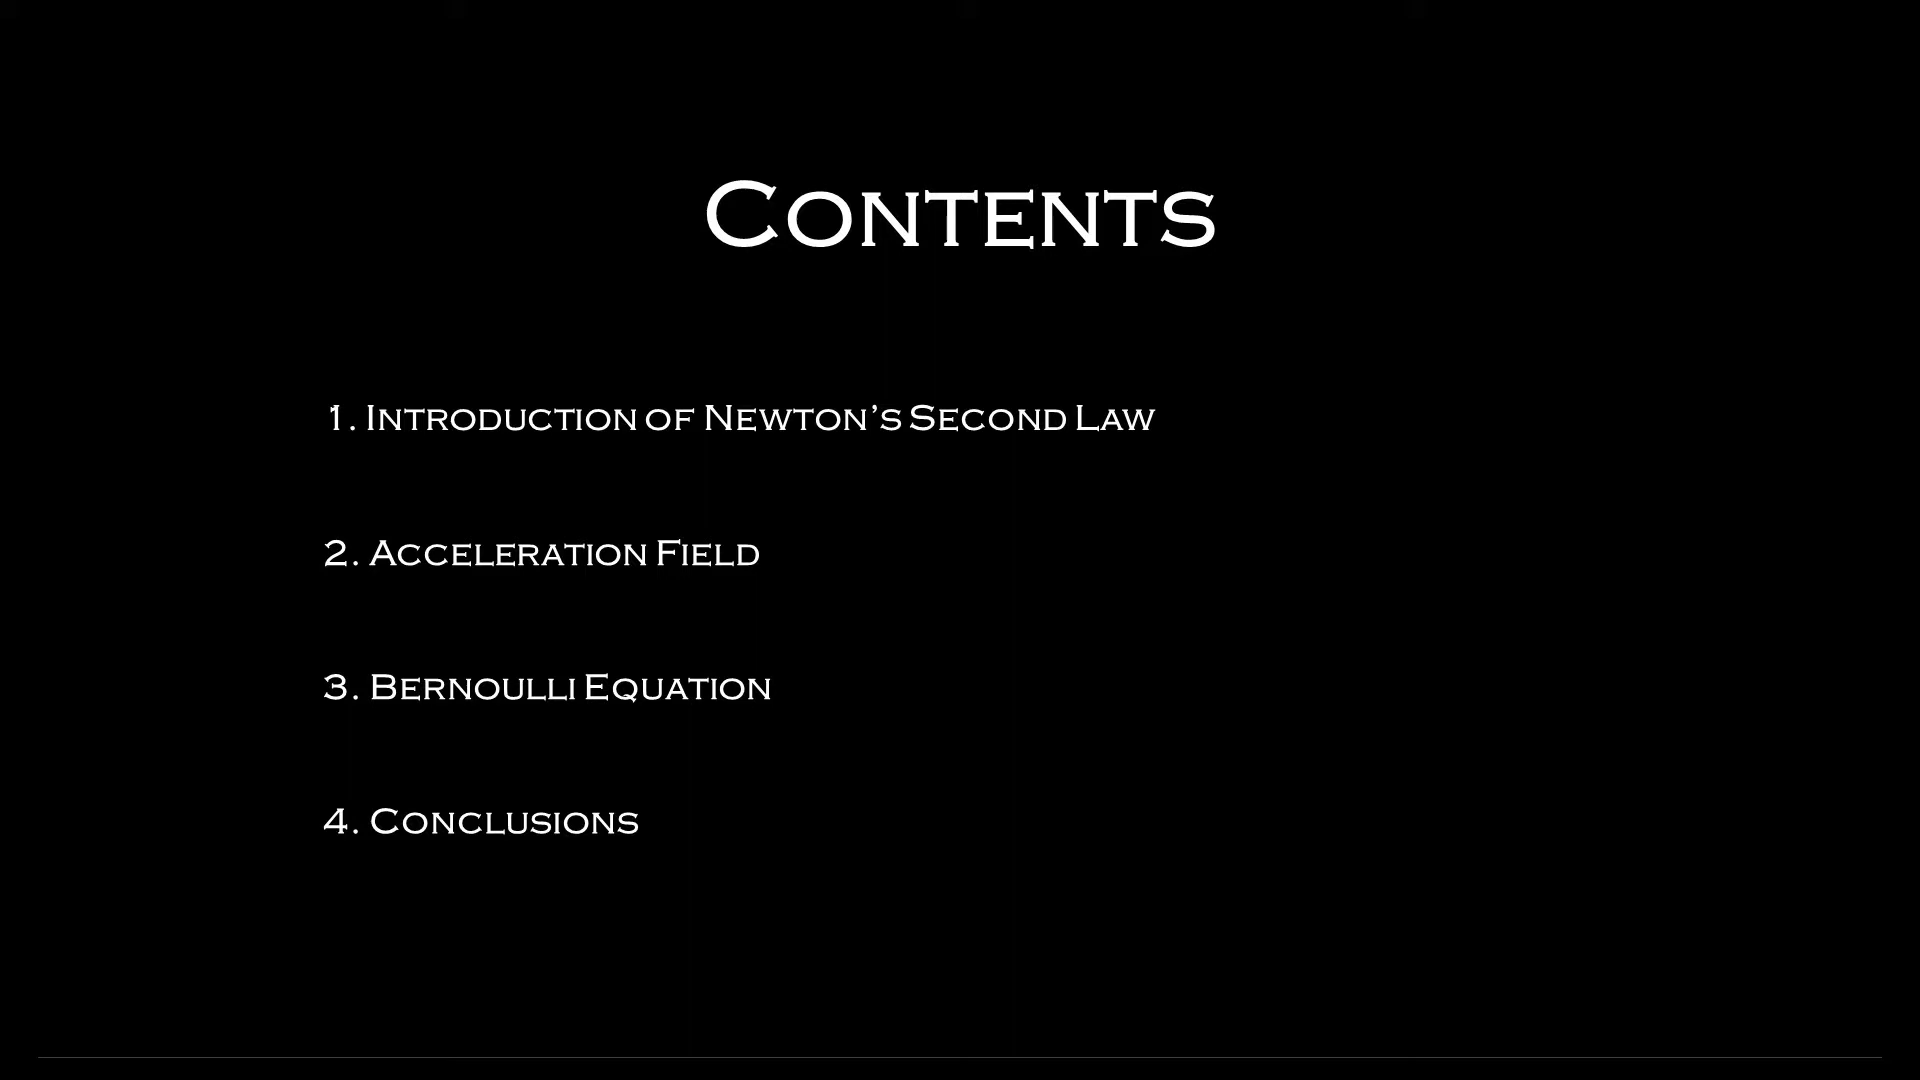 Contents
1. Introduction of Newton’s Second Law
2. Acceleration Field
3. Bernoulli Equation
4. Conclusions